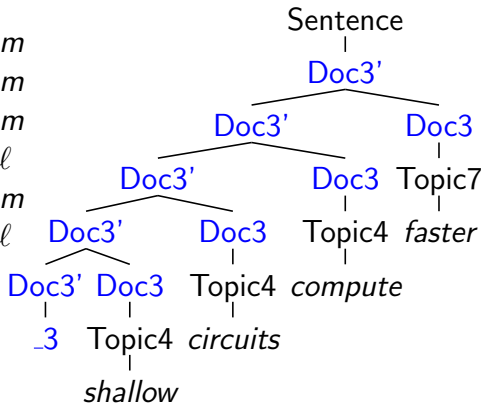 Sentence
m
Doc3'
m
Doc3' Doc3
m
Doc3' Doc3 Topic7
ℓ
Doc3' Doc3 Topic4 faster
m
ℓ
Doc3' Doc3 Topic4 compute
_3 Topic4 circuits
shallow